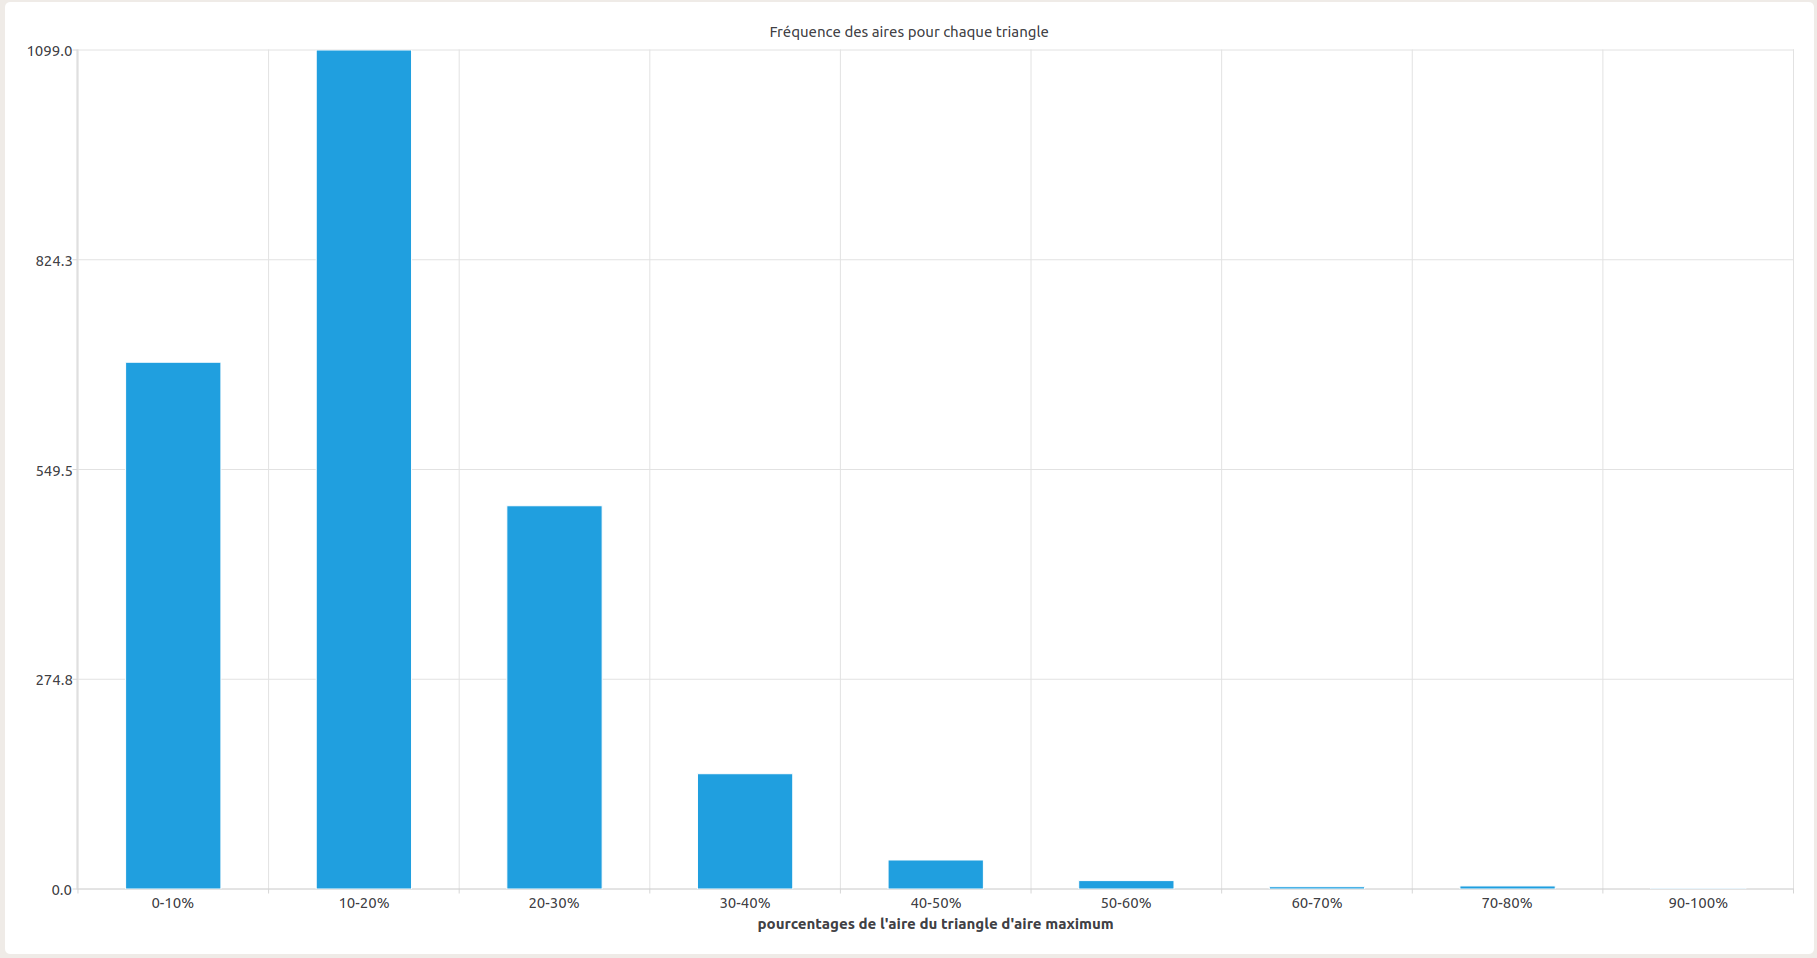 Fréquence des aires pour chaque triangle
1099.0
824.3
549.5
274.8
0.0
0-10% 10-20% 20-30% 30-40% 40-50% 50-60% 60-70% 70-80% 90-100%
pourcentages de l'aire du triangle d'aire maximum